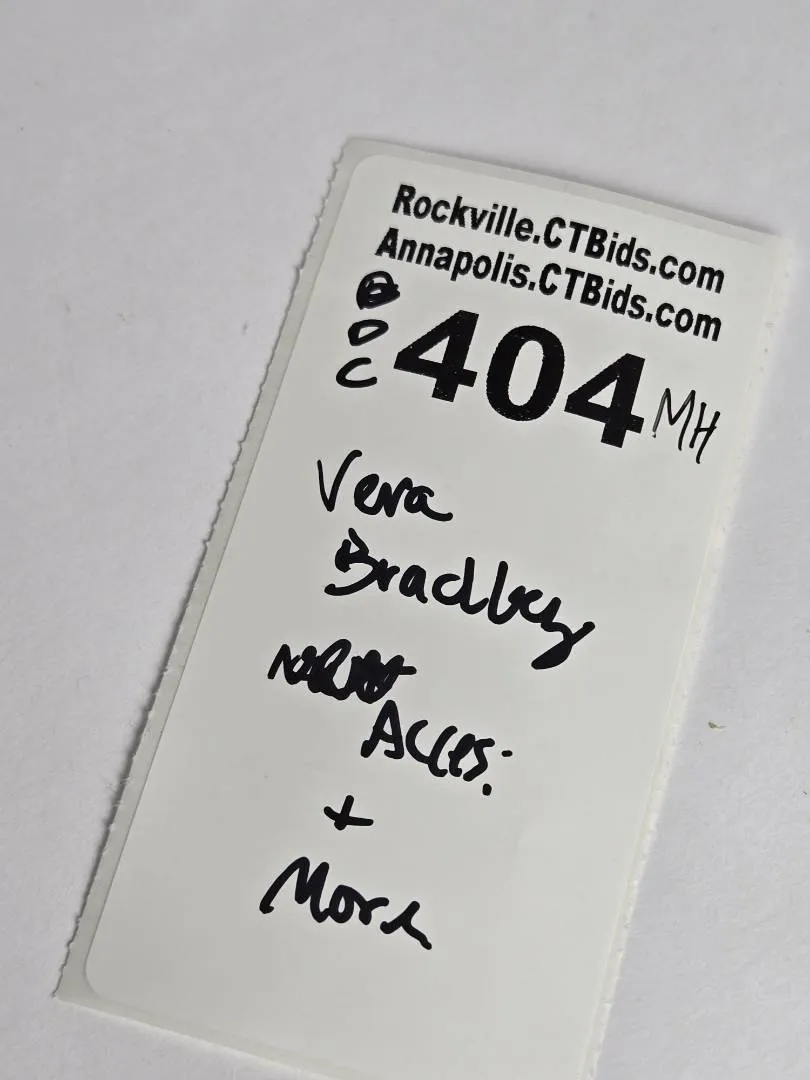 Rockville.CTBids.com
Annapolis.CTBids.com
D
C
404 MH
Vera
Bradley
Acces:
+
More